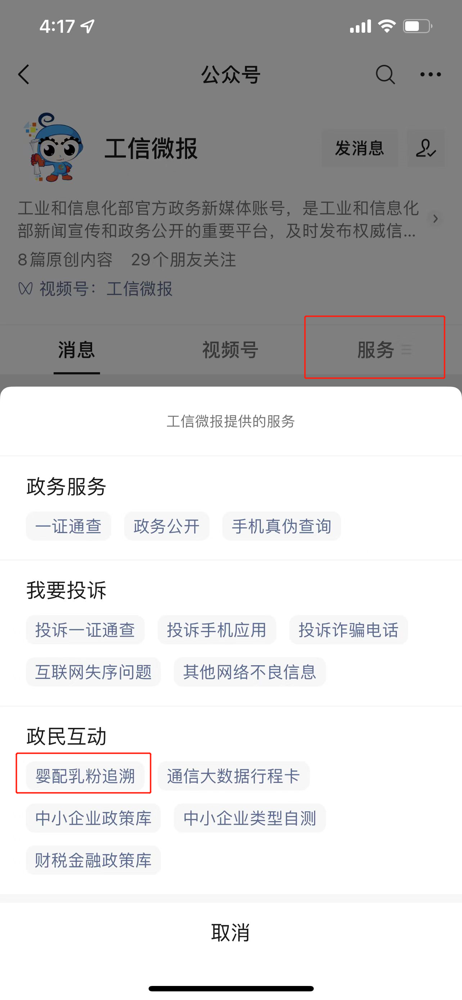 4:17
公众号
工信微报
发消息
工业和信息化部官方政务新媒体账号，是工业和信息化
部新闻宣传和政务公开的重要平台，及时发布权威信...
8篇原创内容 29个朋友关注
视频号：工信微报
消息 视频号 服务
工信微报提供的服务
政务服务
一证通查 政务公开 手机真伪查询
我要投诉
投诉一证通查 投诉手机应用 投诉诈骗电话
互联网失序问题 其他网络不良信息
政民互动
婴配乳粉追溯 通信大数据行程卡
中小企业政策库 中小企业类型自测
财税金融政策库
取消